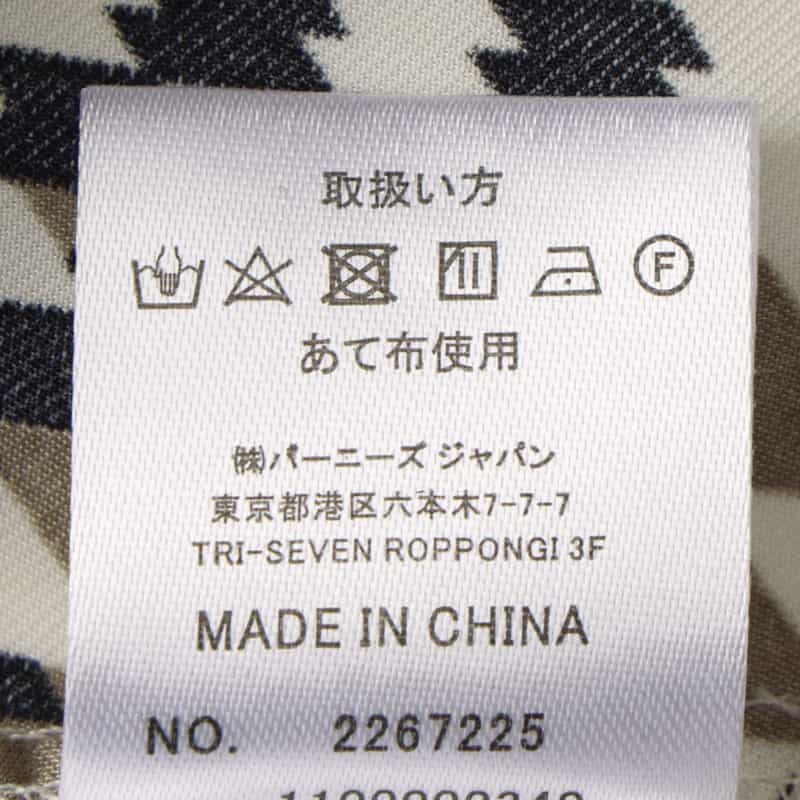 取扱い方
F
あて布使用
㈱バーニーズ ジャパン
東京都港区六本木7-7-7
TRI-SEVEN ROPPONGI 3F
MADE IN CHINA
NO. 2267225